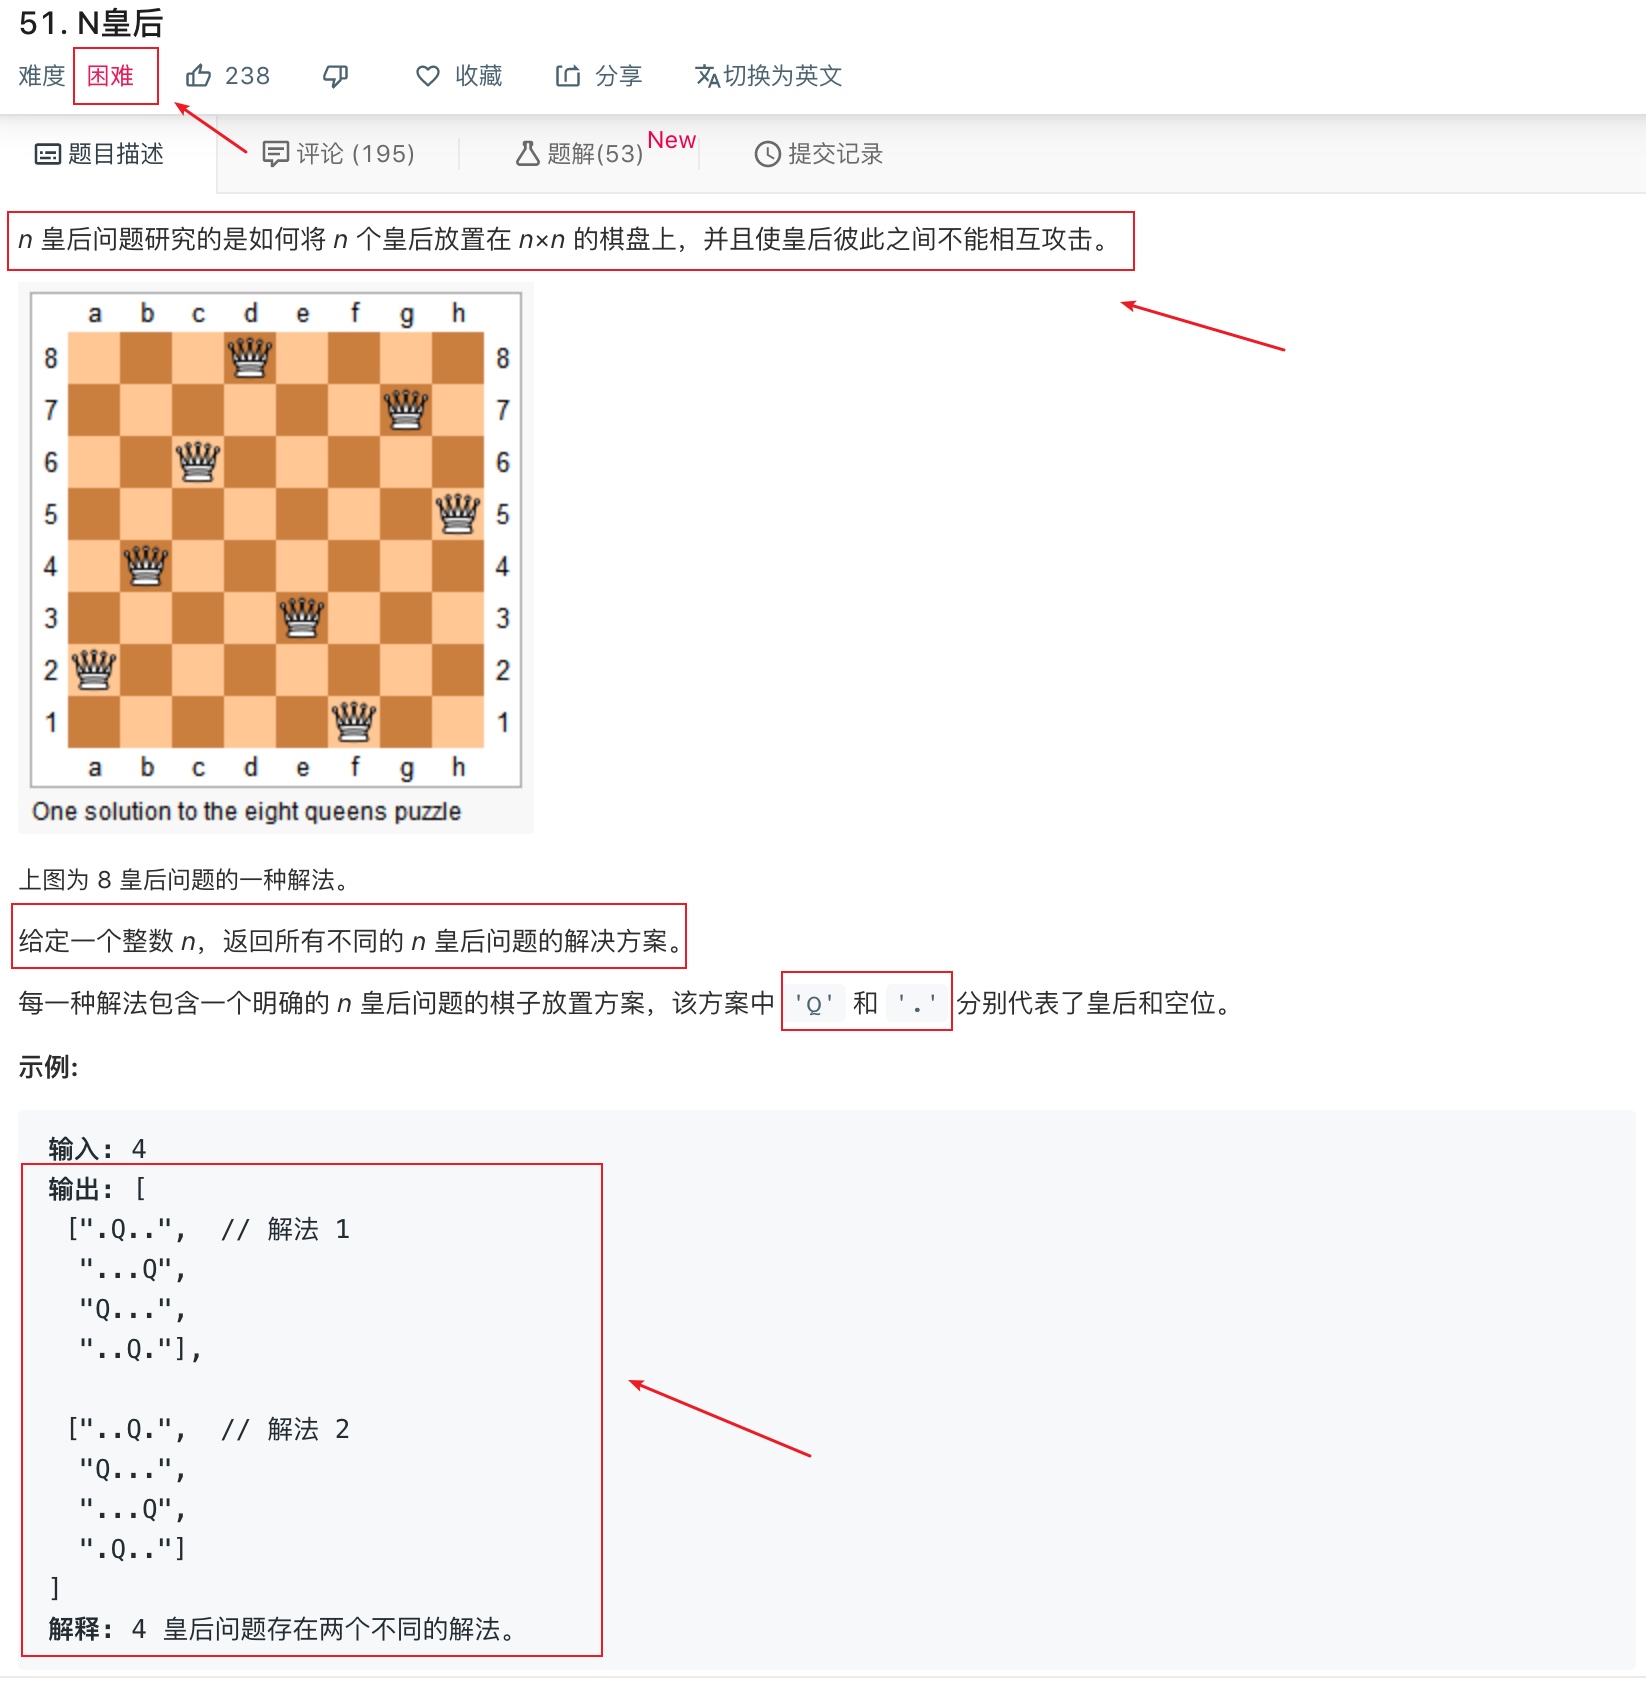 51. N皇后
难度 困难 238 收藏 分享 切换为英文
题目描述 评论 (195) 题解(53) New 提交记录
n 皇后问题研究的是如何将 n 个皇后放置在 n×n 的棋盘上，并且使皇后彼此之间不能相互攻击。
a b c d e f g h
8 8
7 7
6 6
5 5
4 4
3 3
2 2
1 1
a b c d e f g h
One solution to the eight queens puzzle
上图为 8 皇后问题的一种解法。
给定一个整数 n，返回所有不同的 n 皇后问题的解决方案。
每一种解法包含一个明确的 n 皇后问题的棋子放置方案，该方案中 'Q' 和 '.' 分别代表了皇后和空位。
示例:
输入: 4
输出: [
[".Q..", // 解法 1
"...Q",
"Q...",
"..Q."],
["..Q.", // 解法 2
"Q...",
"...Q",
".Q.."]
]
解释: 4 皇后问题存在两个不同的解法。